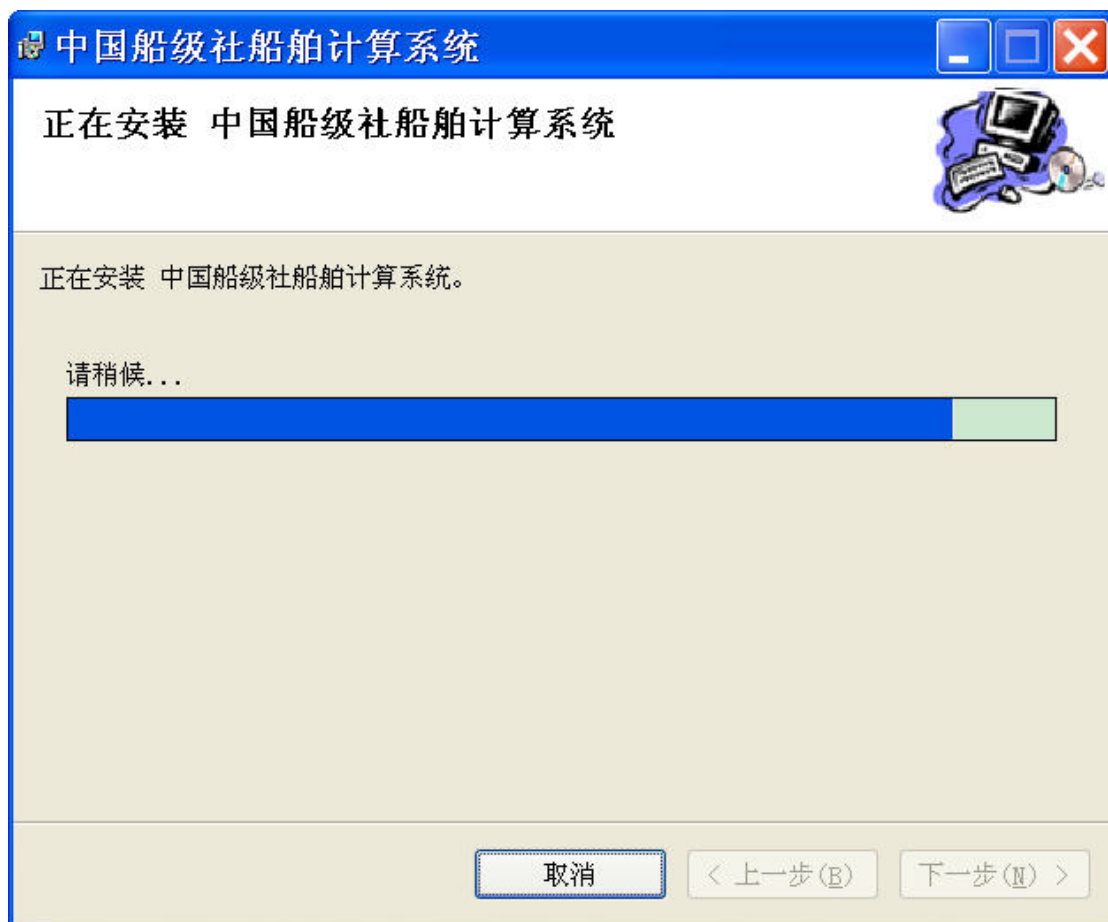 中国船级社船舶计算系统
正在安装 中国船级社船舶计算系统
正在安装 中国船级社船舶计算系统。
请稍候...
取消
< 上一步(B)
下一步(N) >